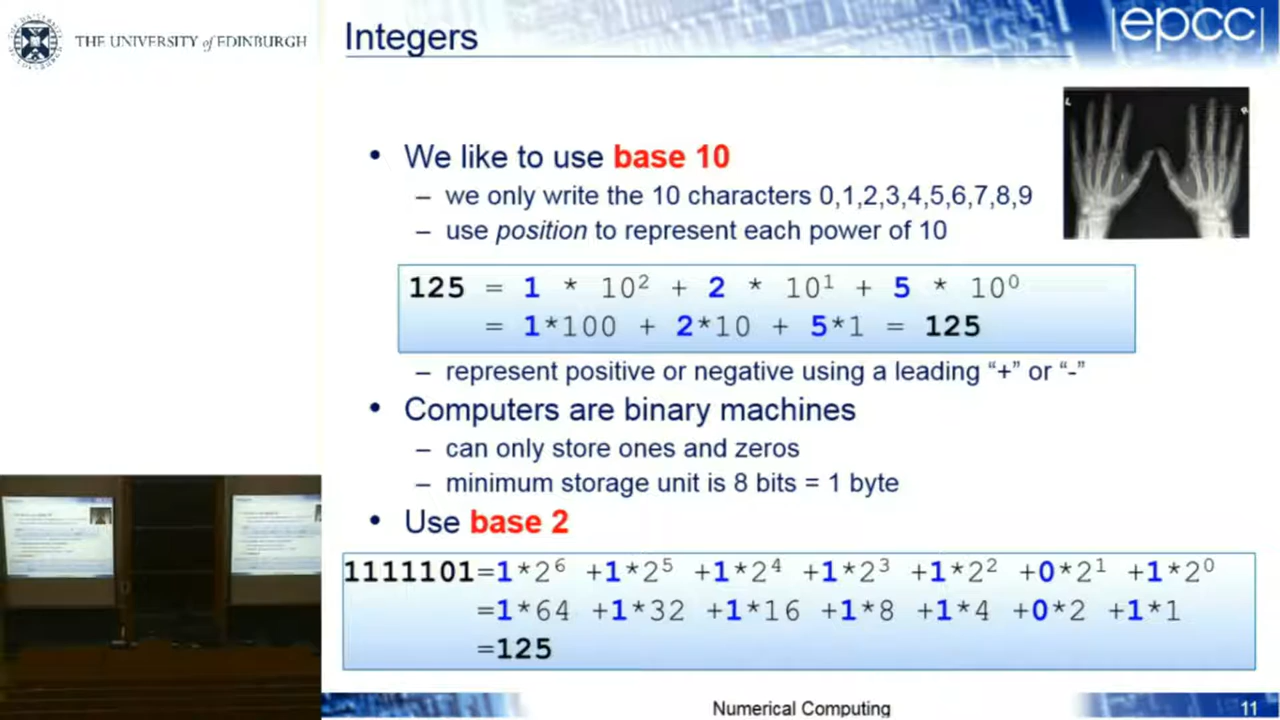 THE UNIVERSITY of EDINBURGH
Integers
|epcc|
L
R
• We like to use base 10
– we only write the 10 characters 0,1,2,3,4,5,6,7,8,9
– use position to represent each power of 10
125 = 1 * 10² + 2 * 10¹ + 5 * 10⁰
= 1*100 + 2*10 + 5*1 = 125
– represent positive or negative using a leading “+” or “-”
• Computers are binary machines
– can only store ones and zeros
– minimum storage unit is 8 bits = 1 byte
• Use base 2
1111101=1*2⁶ +1*2⁵ +1*2⁴ +1*2³ +1*2² +0*2¹ +1*2⁰
=1*64 +1*32 +1*16 +1*8 +1*4 +0*2 +1*1
=125
Numerical Computing
11